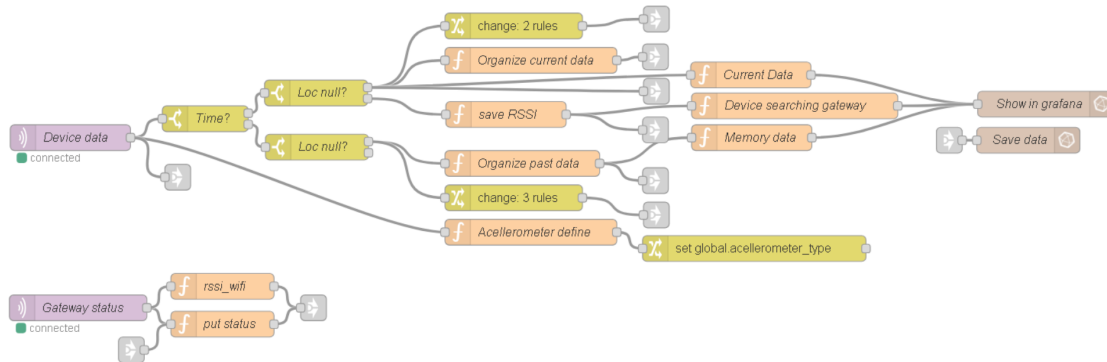 change: 2 rules
Organize current data
Loc null?
Current Data
save RSSI
Device searching gateway
Show in grafana
Time?
Device data
connected
Loc null?
Memory data
Save data
Organize past data
change: 3 rules
Acellerometer define
set global.acellerometer_type
rssi_wifi
Gateway status
connected
put status